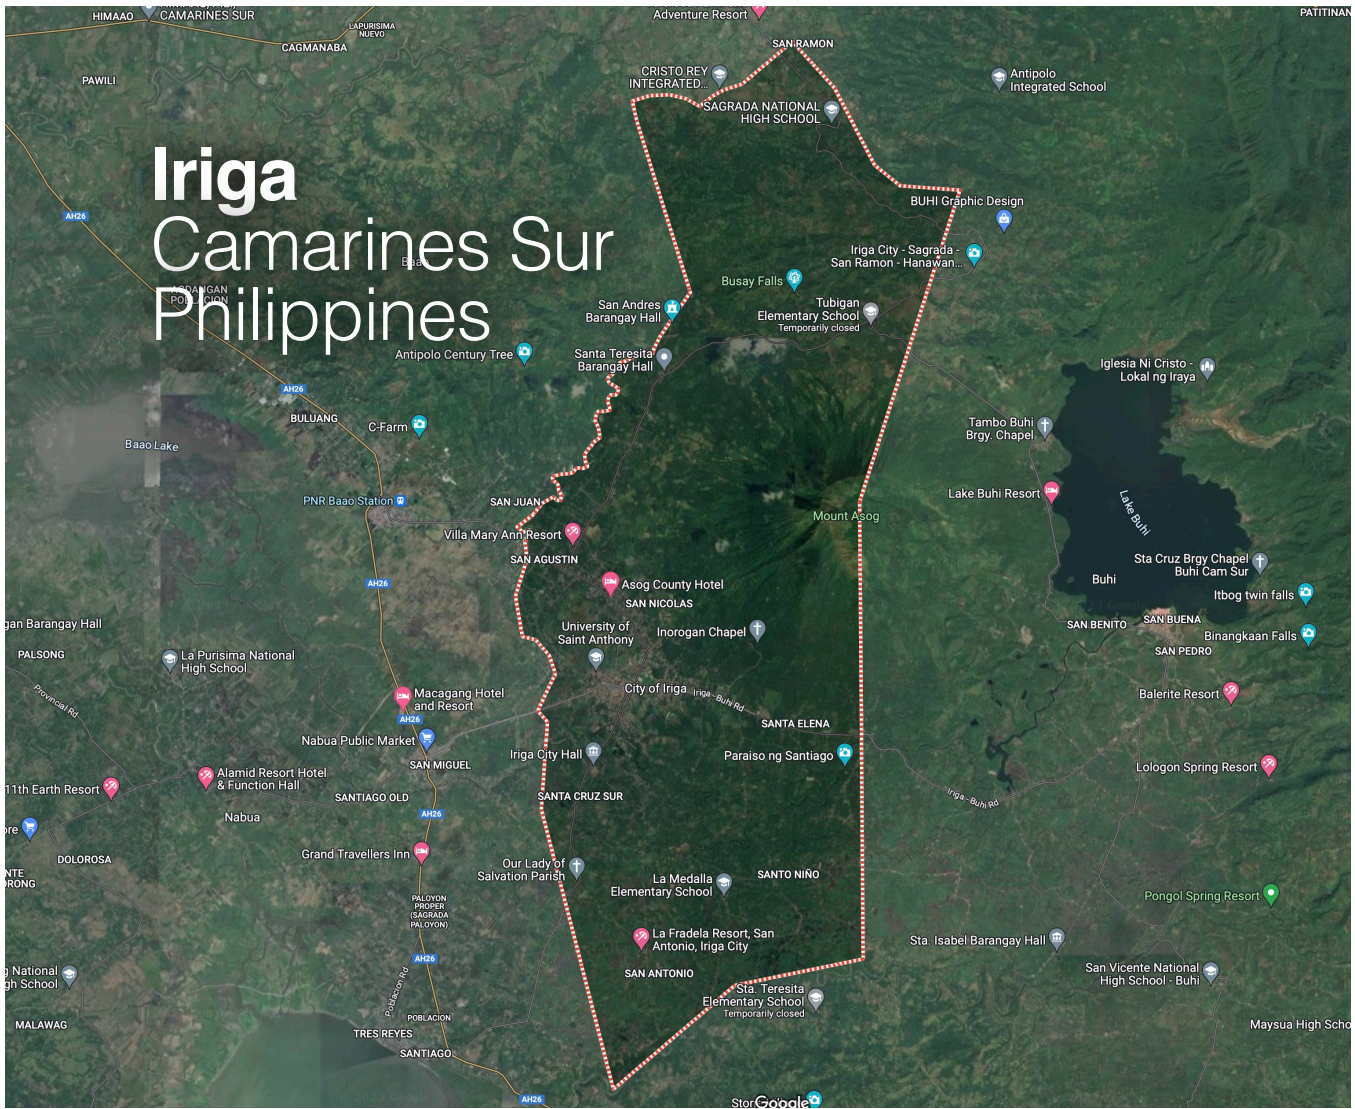 HIMAAO
CAMARINES SUR
LAPURISIMA
NUEVO
CAGMANABA
PAWILI
Adventure Resort
PATITINAN
SAN RAMON
CRISTO REY
INTEGRATED...
SAGRADA NATIONAL
HIGH SCHOOL
Antipolo
Integrated School
Iriga
Camarines Sur
Philippines
AH26
Baao
AGDANGAN
POBLACION
BUHI Graphic Design
Iriga City - Sagrada -
San Ramon - Hanawan...
Busay Falls
Tubigan
Elementary School
Temporarily closed
San Andres
Barangay Hall
Santa Teresita
Barangay Hall
Antipolo Century Tree
AH26
BULUANG
C-Farm
Baao Lake
Iglesia Ni Cristo -
Lokal ng Iraya
Tambo Buhi
Brgy. Chapel
Lake Buhi Resort
Lake Buhi
PNR Baao Station
SAN JUAN
Villa Mary Ann Resort
SAN AGUSTIN
Mount Asog
Asog County Hotel
SAN NICOLAS
AH26
Sta Cruz Brgy Chapel
Buhi Cam Sur
Buhi
Itbog twin falls
SAN BENITO
SAN BUENA
Binangkaan Falls
SAN PEDRO
University of
Saint Anthony
Inorogan Chapel
gan Barangay Hall
PALSONG
La Purisima National
High School
Provincial Rd
Macagang Hotel
and Resort
AH26
City of Iriga
Iriga - Buhi Rd
Balerite Resort
SANTA ELENA
Nabua Public Market
Iriga City Hall
Paraiso ng Santiago
SAN MIGUEL
Lologon Spring Resort
Alamid Resort Hotel
& Function Hall
11th Earth Resort
SANTIAGO OLD
SANTA CRUZ SUR
Iriga - Buhi Rd
Nabua
AH26
ore
DOLOROSA
Grand Travellers Inn
Our Lady of
Salvation Parish
La Medalla
Elementary School
SANTO NIÑO
NTE
ORONG
PALOYON
PROPER
(SAGRADA
PALOYON)
Pongol Spring Resort
La Fradela Resort, San
Antonio, Iriga City
Sta. Isabel Barangay Hall
AH26
SAN ANTONIO
San Vicente National
High School - Buhi
g National
gh School
Poblacion Rd
Sta. Teresita
Elementary School
Temporarily closed
MALAWAG
POBLACION
TRES REYES
SANTIAGO
Maysua High Scho
AH26
Google